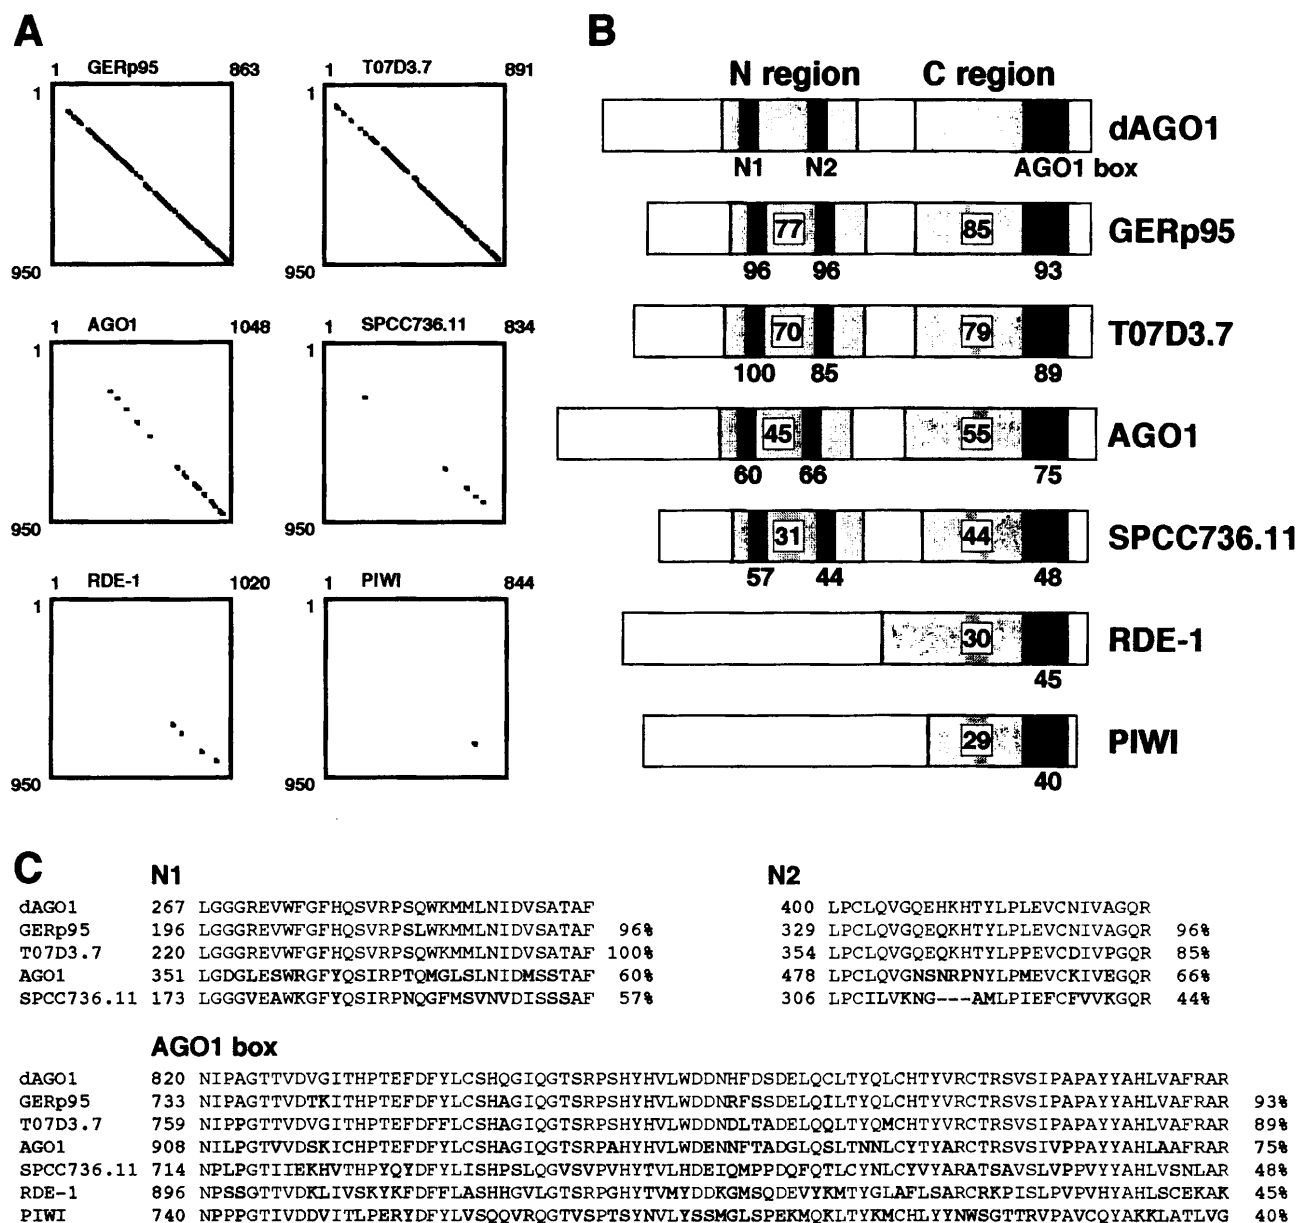 A
1 GERp95 863
1
950
1 T07D3.7 891
1
1 AGO1 1048
1
950
1 SPCC736.11 834
1
950
1 RDE-1 1020
1
950
1 PIWI 844
1
950
B
N region C region
dAGO1
N1 N2 AGO1 box
77 85 GERp95
96 96 93
70 79 T07D3.7
100 85 89
45 55 AGO1
60 66 75
31 44 SPCC736.11
57 44 48
30 RDE-1
45
29 PIWI
40
C
N1
dAGO1 267 LGGGREVWFGFHQSVRPSQWKMMLNIDVSATAF
GERp95 196 LGGGREVWFGFHQSVRPSLWKMMLNIDVSATAF 96%
T07D3.7 220 LGGGREVWFGFHQSVRPSQWKMMLNIDVSATAF 100%
AGO1 351 LGDGLESWRGFYQSIRPTQMGLSLNIDMSSTAF 60%
SPCC736.11 173 LGGGVEAWKGFYQSIRPNQGFMSVNVDISSSAF 57%
N2
400 LPCLQVGQEHKHTYLPLEVCNIVAGQR
329 LPCLQVGQEQKHTYLPLEVCNIVAGQR 96%
354 LPCLQVGQEQKHTYLPPEVCDIVPGQR 85%
478 LPCLQVGNSNRPNYLPMEVCKIVEGQR 66%
306 LPCILVKNG---AMLPIEFCFVVKGQR 44%
AGO1 box
dAGO1 820 NIPAGTTVDVGITHPTEFDFYLCSHQGIQGTSRPSHYHVLWDDNHFDSDELQCLTYQLCHTYVRCTRSVSIPAPAYYAHLVAFRAR
GERp95 733 NIPAGTTVDTKITHPTEFDFYLCSHAGIQGTSRPSHYHVLWDDNRFSSDELQILTYQLCHTYVRCTRSVSIPAPAYYAHLVAFRAR 93%
T07D3.7 759 NIPPGTTVDVGITHPTEFDFFLCSHAGIQGTSRPSHYHVLWDDNDLTADELQQLTYQMCHTYVRCTRSVSIPAPAYYAHLVAFRAR 89%
AGO1 908 NILPGTVVDSKICHPTEFDFYLCSHAGIQGTSRPAHYHVLWDENNFTADGLQSLTNNLCYTYARCTRSVSIVPPAYYAHLAAFRAR 75%
SPCC736.11 714 NPLPGTIIEKHVTHPYQYDFYLISHPSLQGVSVPVHYTVLHDEIQMPPDQFQTLCYNLCYVYARATSAVSLVPPVYYAHLVSNLAR 48%
RDE-1 896 NPSSGTTVDKLIVSKYKFDFFLASHHGVLGTSRPGHYTVMYDDKGMSQDEVYKMTYGLAFLSARCRKPISLPVPVHYAHLSCEKAK 45%
PIWI 740 NPPPGTIVDDVITLPERYDFYLVSQQVRQGTVSPTSYNVLYSSMGLSPEKMQKLTYKMCHLYYNWSGTTRVPAVCQYAKKLATLVG 40%